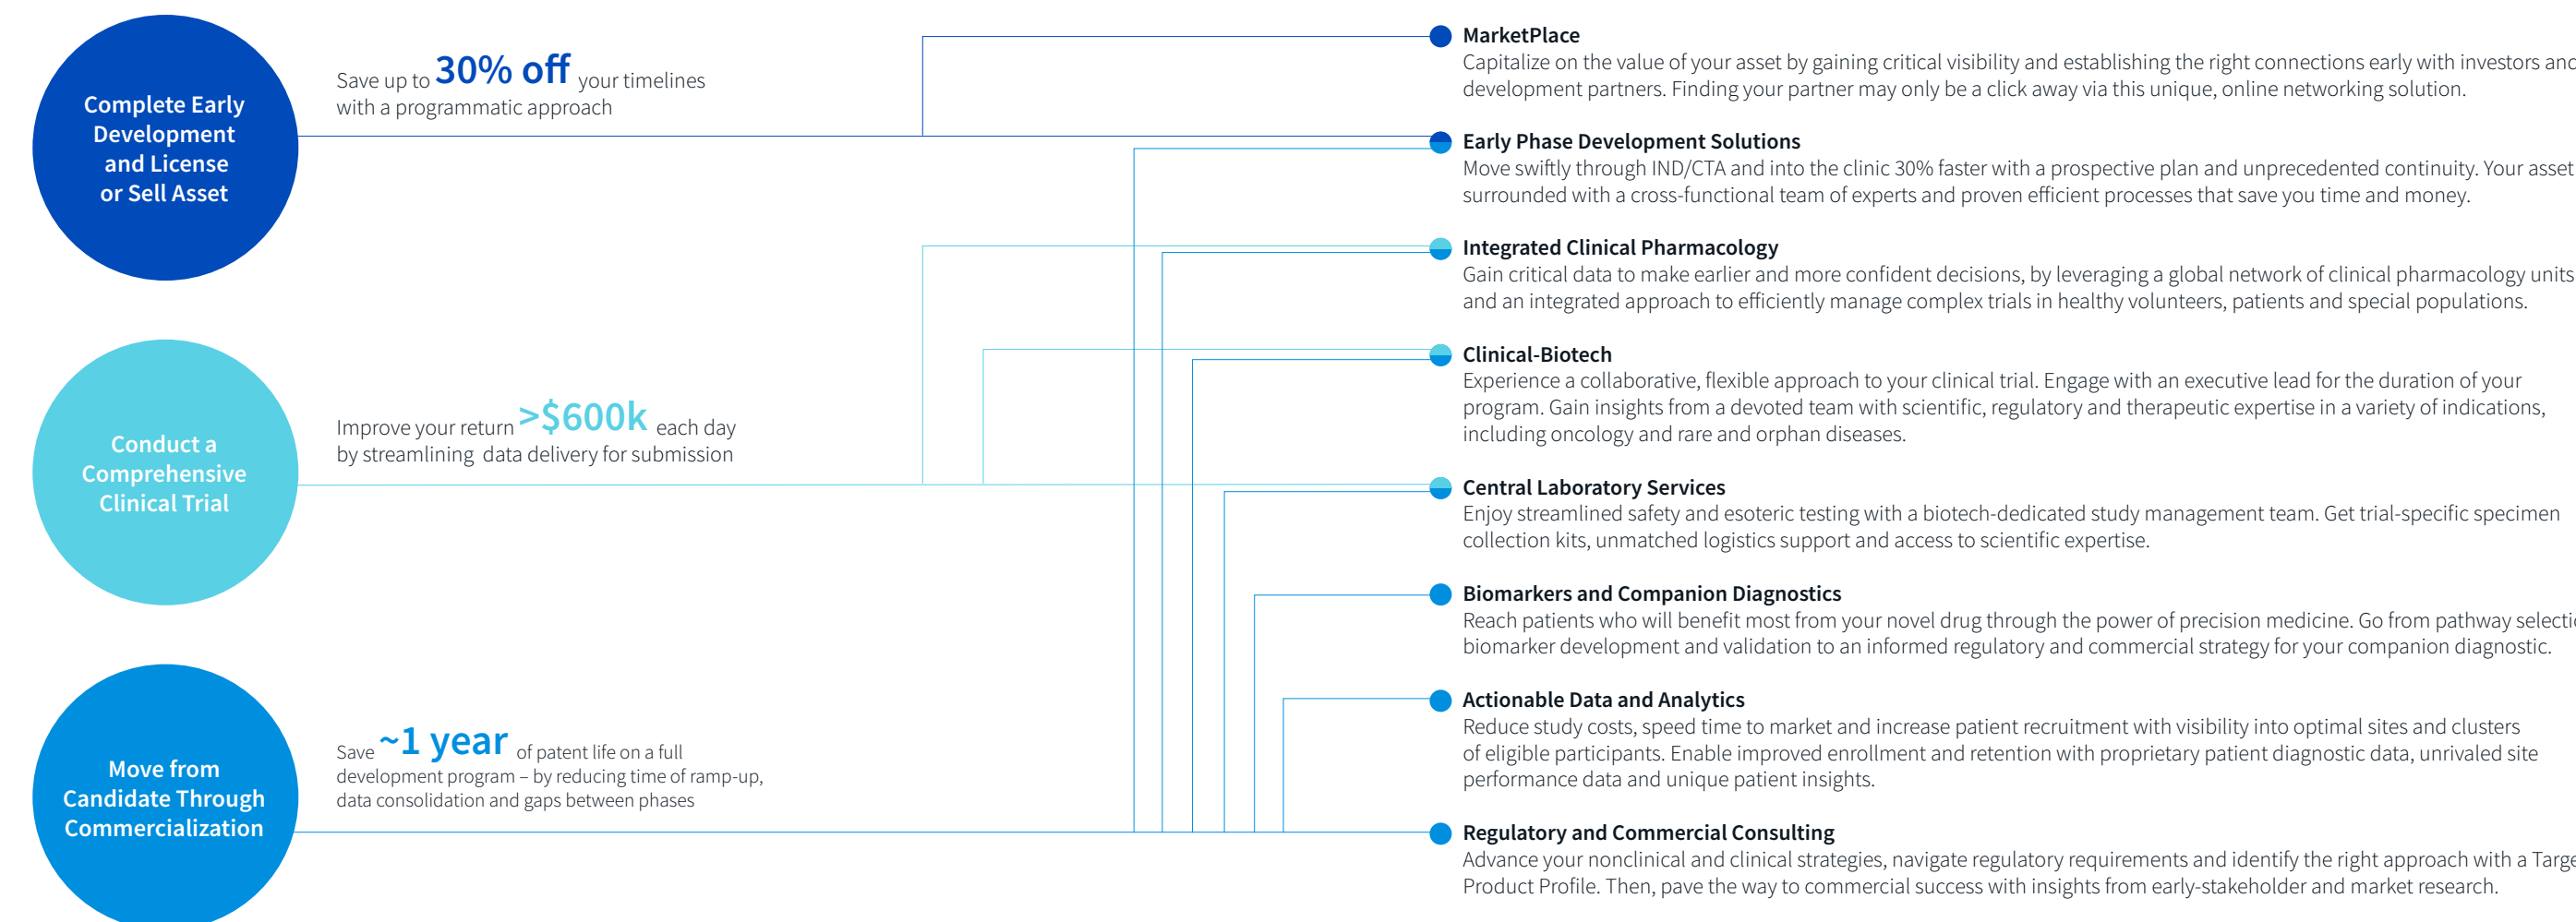 Complete Early
Development
and License
or Sell Asset
Save up to 30% off your timelines
with a programmatic approach
Conduct a
Comprehensive
Clinical Trial
Improve your return >$600k each day
by streamlining data delivery for submission
Move from
Candidate Through
Commercialization
Save ~1 year of patent life on a full
development program – by reducing time of ramp-up,
data consolidation and gaps between phases
MarketPlace
Capitalize on the value of your asset by gaining critical visibility and establishing the right connections early with investors and
development partners. Finding your partner may only be a click away via this unique, online networking solution.
Early Phase Development Solutions
Move swiftly through IND/CTA and into the clinic 30% faster with a prospective plan and unprecedented continuity. Your asset
surrounded with a cross-functional team of experts and proven efficient processes that save you time and money.
Integrated Clinical Pharmacology
Gain critical data to make earlier and more confident decisions, by leveraging a global network of clinical pharmacology units
and an integrated approach to efficiently manage complex trials in healthy volunteers, patients and special populations.
Clinical-Biotech
Experience a collaborative, flexible approach to your clinical trial. Engage with an executive lead for the duration of your
program. Gain insights from a devoted team with scientific, regulatory and therapeutic expertise in a variety of indications,
including oncology and rare and orphan diseases.
Central Laboratory Services
Enjoy streamlined safety and esoteric testing with a biotech-dedicated study management team. Get trial-specific specimen
collection kits, unmatched logistics support and access to scientific expertise.
Biomarkers and Companion Diagnostics
Reach patients who will benefit most from your novel drug through the power of precision medicine. Go from pathway
biomarker development and validation to an informed regulatory and commercial strategy for your companion diagnostic.
Actionable Data and Analytics
Reduce study costs, speed time to market and increase patient recruitment with visibility into optimal sites and clusters
of eligible participants. Enable improved enrollment and retention with proprietary patient diagnostic data, unrivaled site
performance data and unique patient insights.
Regulatory and Commercial Consulting
Advance your nonclinical and clinical strategies, navigate regulatory requirements and identify the right approach with a
Product Profile. Then, pave the way to commercial success with insights from early-stakeholder and market research.